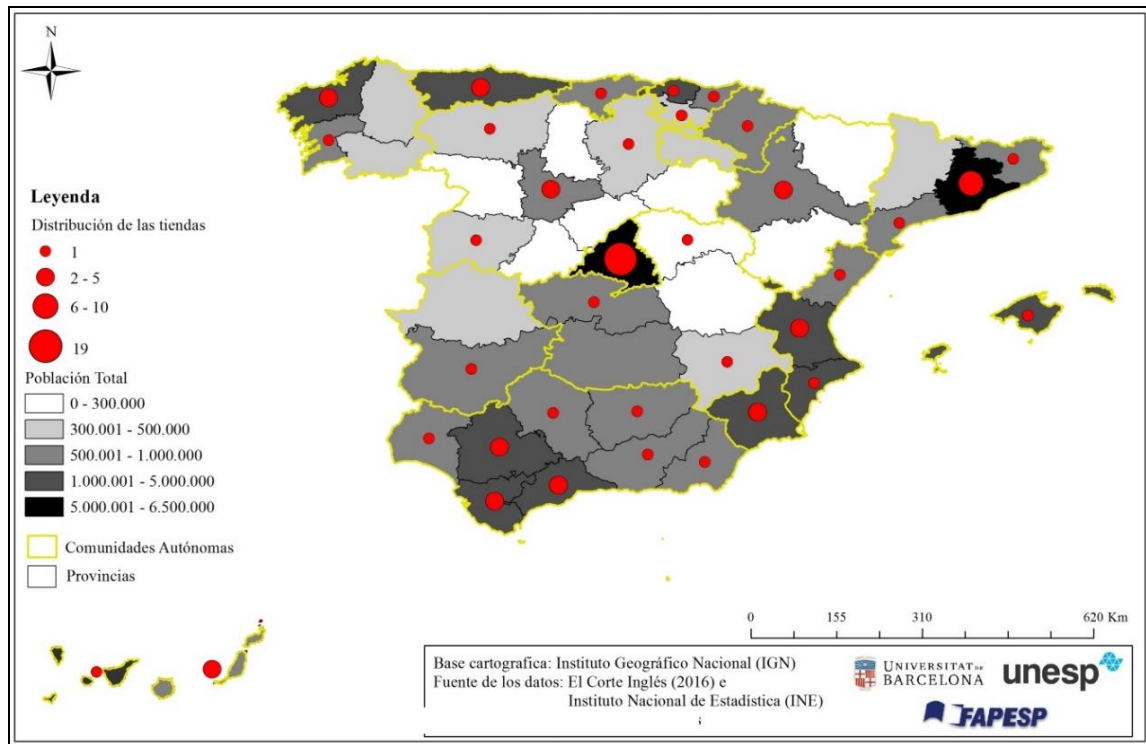 N
Leyenda
Distribución de las tiendas
1
2 - 5
6 - 10
19
Población Total
0 - 300.000
300.001 - 500.000
500.001 - 1.000.000
1.000.001 - 5.000.000
5.000.001 - 6.500.000
Comunidades Autónomas
Provincias
0 155 310 620 Km
Base cartografica: Instituto Geográfico Nacional (IGN)
Fuente de los datos: El Corte Inglés (2016) e
Instituto Nacional de Estadística (INE)
UNIVERSITAT DE
BARCELONA
unesp
FAPESP